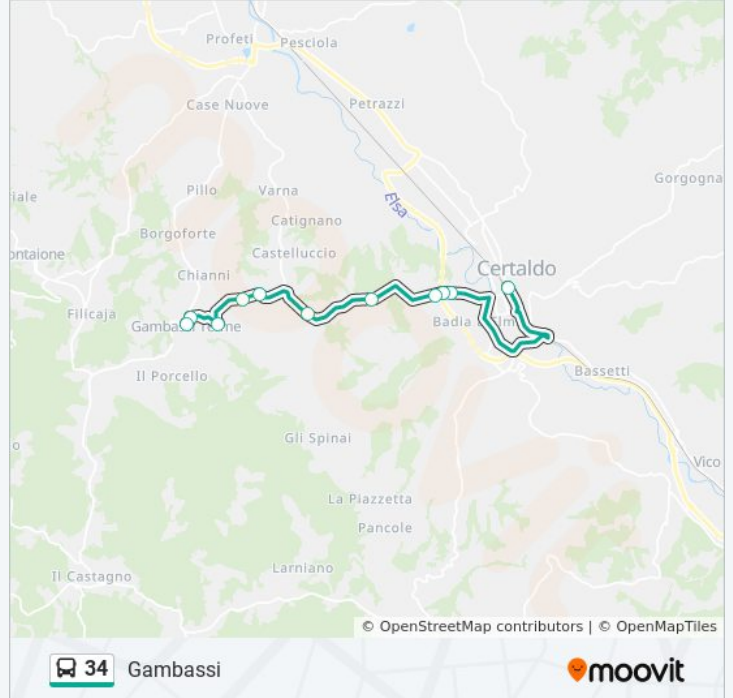 Profeti
Pesciola
Case Nuove
Petrazzi
Gorgogna
Pillo
Varna
iale
Elsa
Catignano
Borgoforte
ontaione
Castelluccio
Certaldo
Chianni
Filicaja
Badia a Elmi
Il Porcello
Bassetti
Gli Spinai
Vico
o
La Piazzetta
Pancole
Larniano
Il Castagno
© OpenStreetMap contributors | © OpenMapTiles
34 Gambassi
moovit